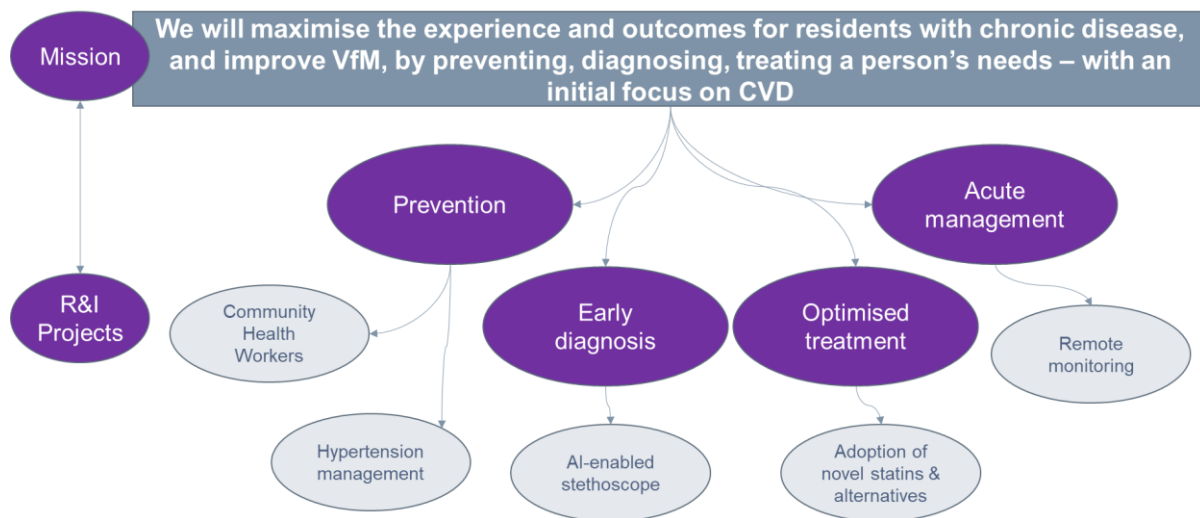 Mission
We will maximise the experience and outcomes for residents with chronic disease,
and improve VfM, by preventing, diagnosing, treating a person’s needs – with an
initial focus on CVD
Prevention
Acute
management
Early
diagnosis
Optimised
treatment
R&I
Projects
Community
Health
Workers
Remote
monitoring
Hypertension
management
AI-enabled
stethoscope
Adoption of
novel statins &
alternatives